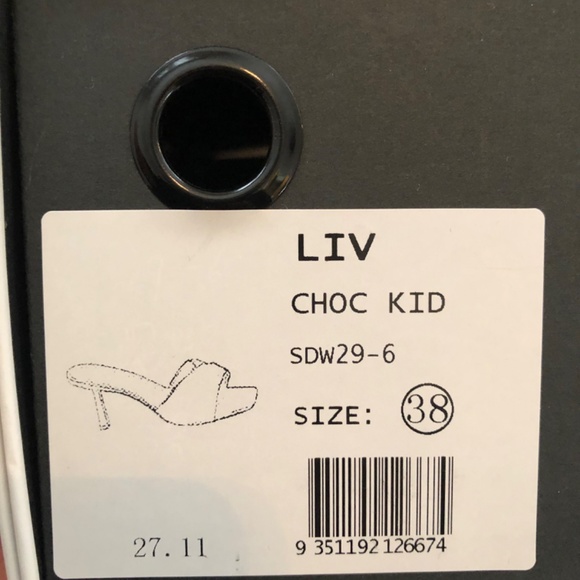 LIV
CHOC KID
SDW29-6
SIZE: 38
27.11
9 351192 126674